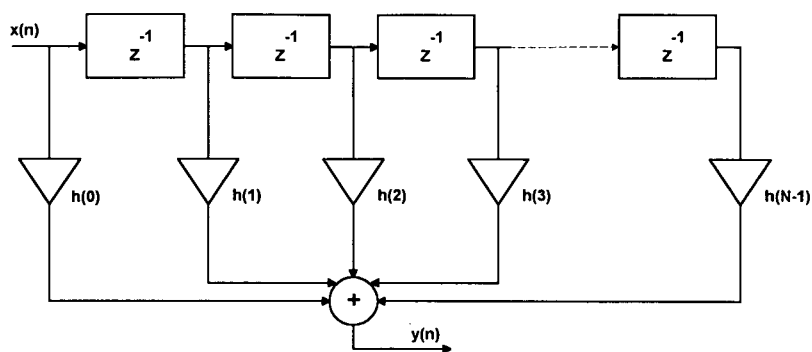 x(n)
z⁻¹
z⁻¹
z⁻¹
z⁻¹
h(0)
h(1)
h(2)
h(3)
h(N-1)
+
y(n)